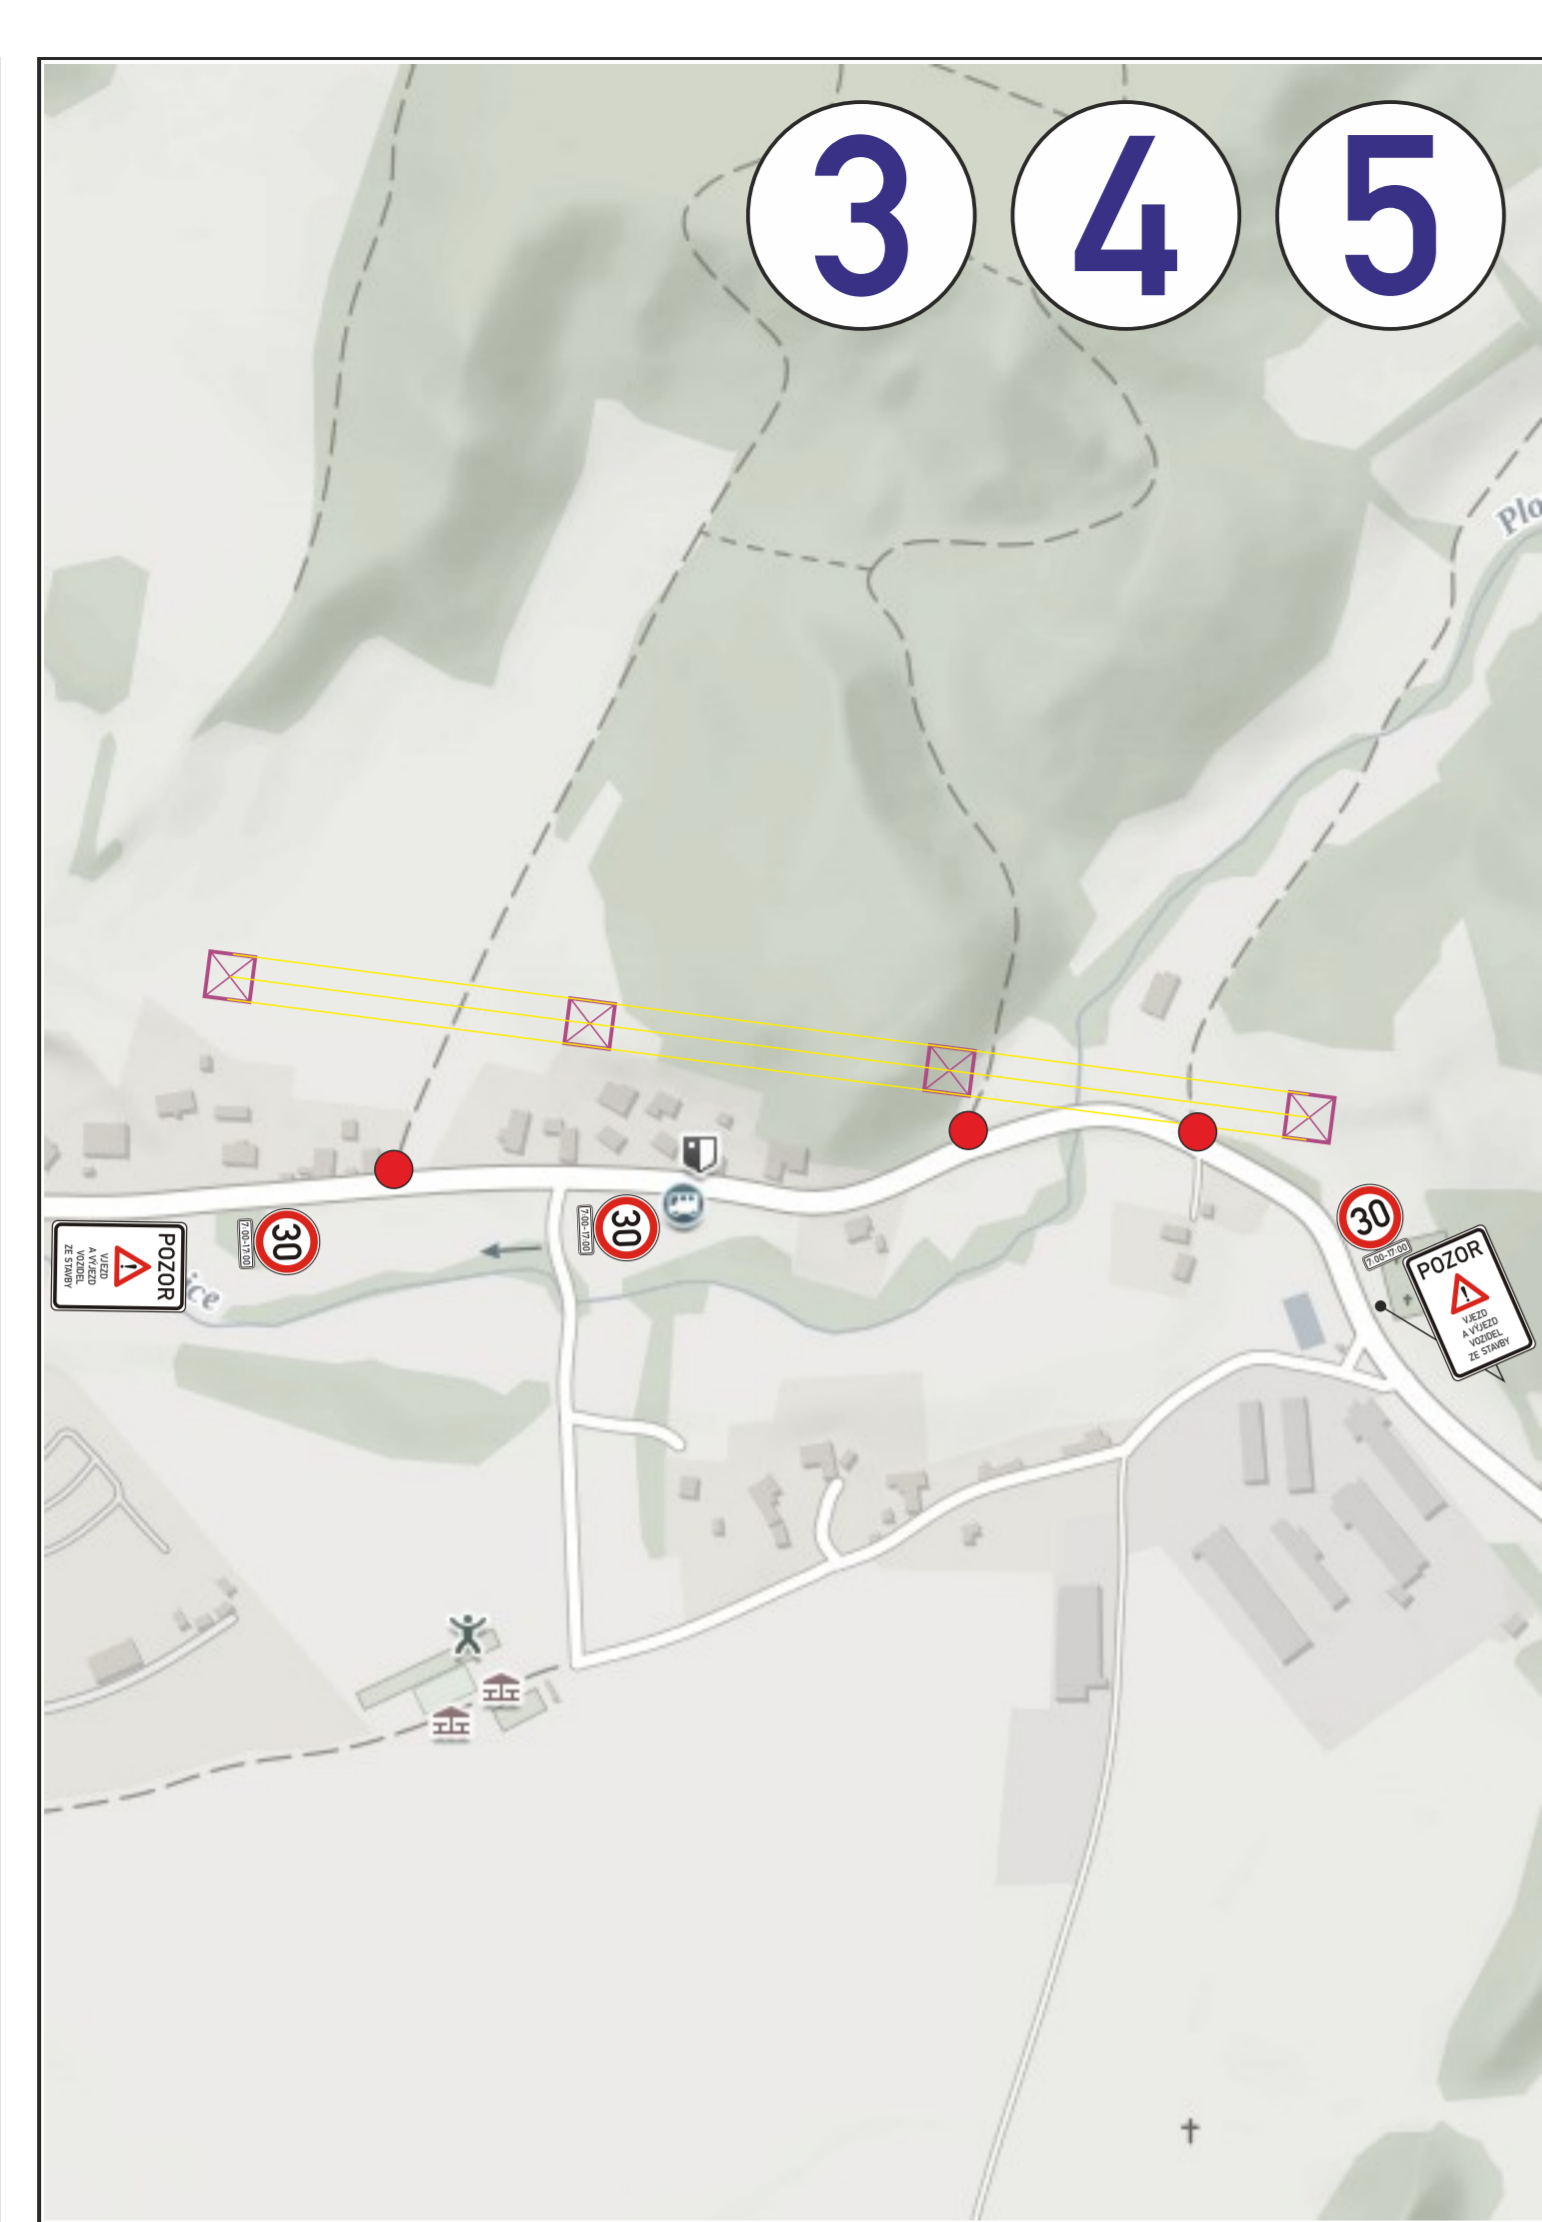 3 4 5
Plo
30
7:00-17:00
30
7:00-17:00
30
7:00-17:00
POZOR
VJEZD
A VÝJEZD
VOZIDEL
ZE STAVBY
ice
POZOR
VJEZD
A VÝJEZD
VOZIDEL
ZE STAVBY